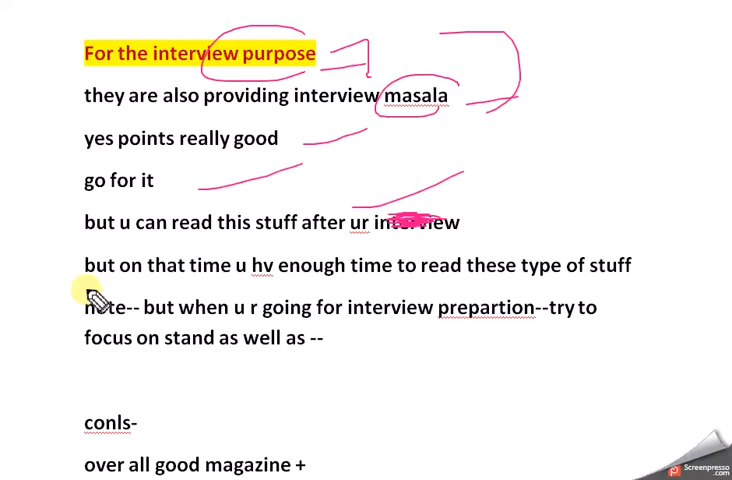 For the interview purpose
they are also providing interview masala
yes points really good
go for it
but u can read this stuff after ur interview
but on that time u hv enough time to read these type of stuff
note-- but when u r going for interview prepartion--try to
focus on stand as well as --
conls-
over all good magazine +
Screenpresso
.com